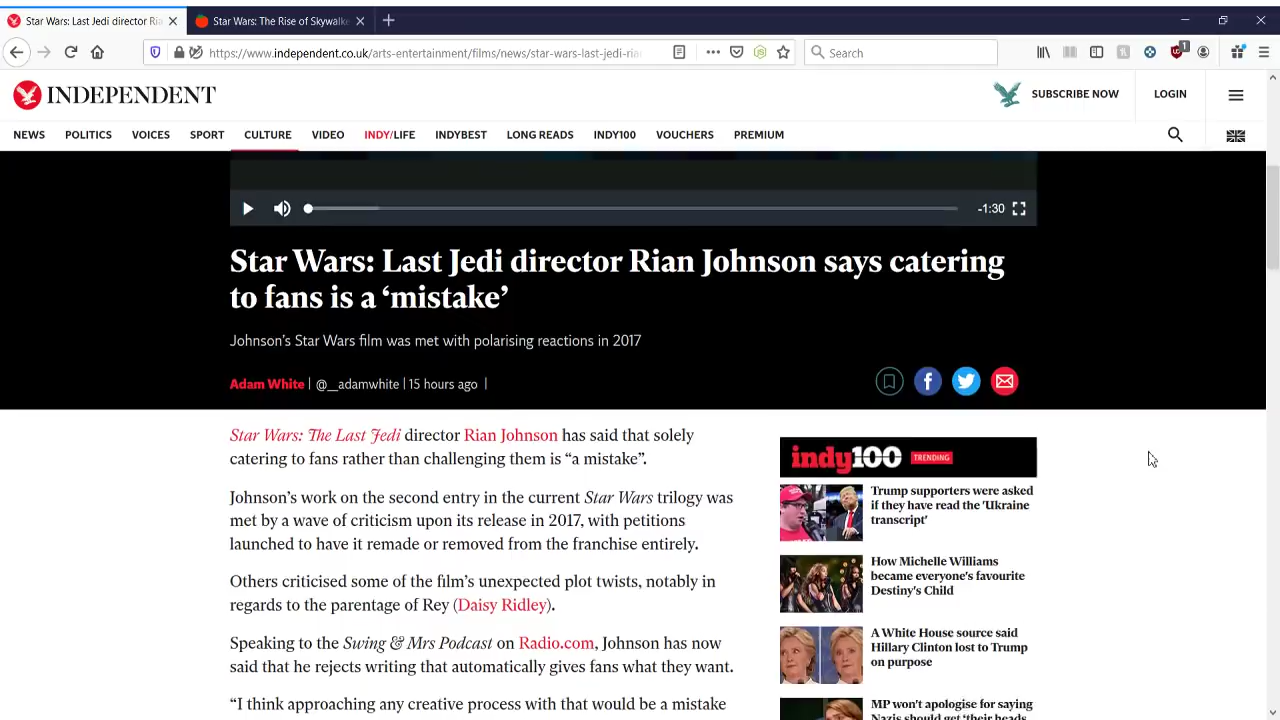 Star Wars: Last Jedi director Ria
Star Wars: The Rise of Skywalke
https://www.independent.co.uk/arts-entertainment/films/news/star-wars-last-jedi-ria
Search
1
INDEPENDENT
SUBSCRIBE NOW
LOGIN
NEWS POLITICS VOICES SPORT CULTURE VIDEO INDY/LIFE INDYBEST LONG READS INDY100 VOUCHERS PREMIUM
-1:30
Star Wars: Last Jedi director Rian Johnson says catering
to fans is a ‘mistake’
Johnson’s Star Wars film was met with polarising reactions in 2017
Adam White | @__adamwhite | 15 hours ago |
Star Wars: The Last Jedi director Rian Johnson has said that solely
catering to fans rather than challenging them is “a mistake”.
Johnson’s work on the second entry in the current Star Wars trilogy was
met by a wave of criticism upon its release in 2017, with petitions
launched to have it remade or removed from the franchise entirely.
Others criticised some of the film’s unexpected plot twists, notably in
regards to the parentage of Rey (Daisy Ridley).
Speaking to the Swing & Mrs Podcast on Radio.com, Johnson has now
said that he rejects writing that automatically gives fans what they want.
“I think approaching any creative process with that would be a mistake
indy100 TRENDING
Trump supporters were asked
if they have read the 'Ukraine
transcript'
How Michelle Williams
became everyone's favourite
Destiny's Child
A White House source said
Hillary Clinton lost to Trump
on purpose
MP won't apologise for saying
Nazis should get 'their heads